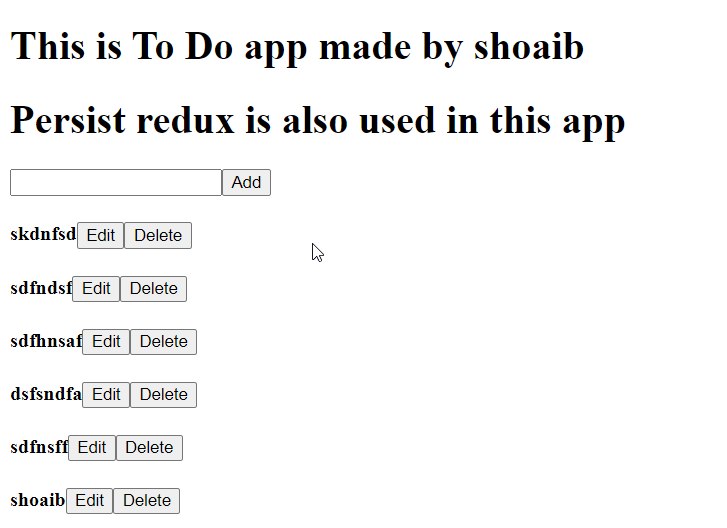 This is To Do app made by shoaib
Persist redux is also used in this app
Add
skdnfsd Edit Delete
sdfndsf Edit Delete
sdfhnsaf Edit Delete
dsfsndfa Edit Delete
sdfnsff Edit Delete
shoaib Edit Delete